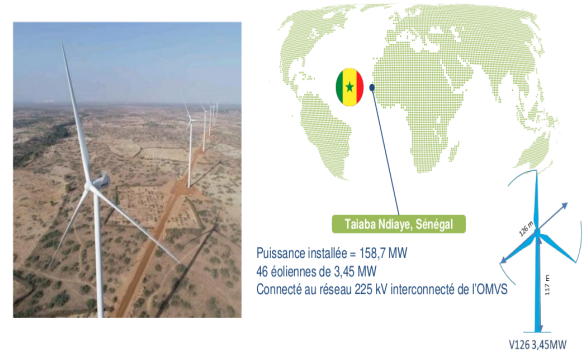 Taiaba Ndiaye, Sénégal
Puissance installée = 158,7 MW
46 éoliennes de 3,45 MW
Connecté au réseau 225 kV interconnecté de l'OMVS
126 m
117 m
V126 3,45MW